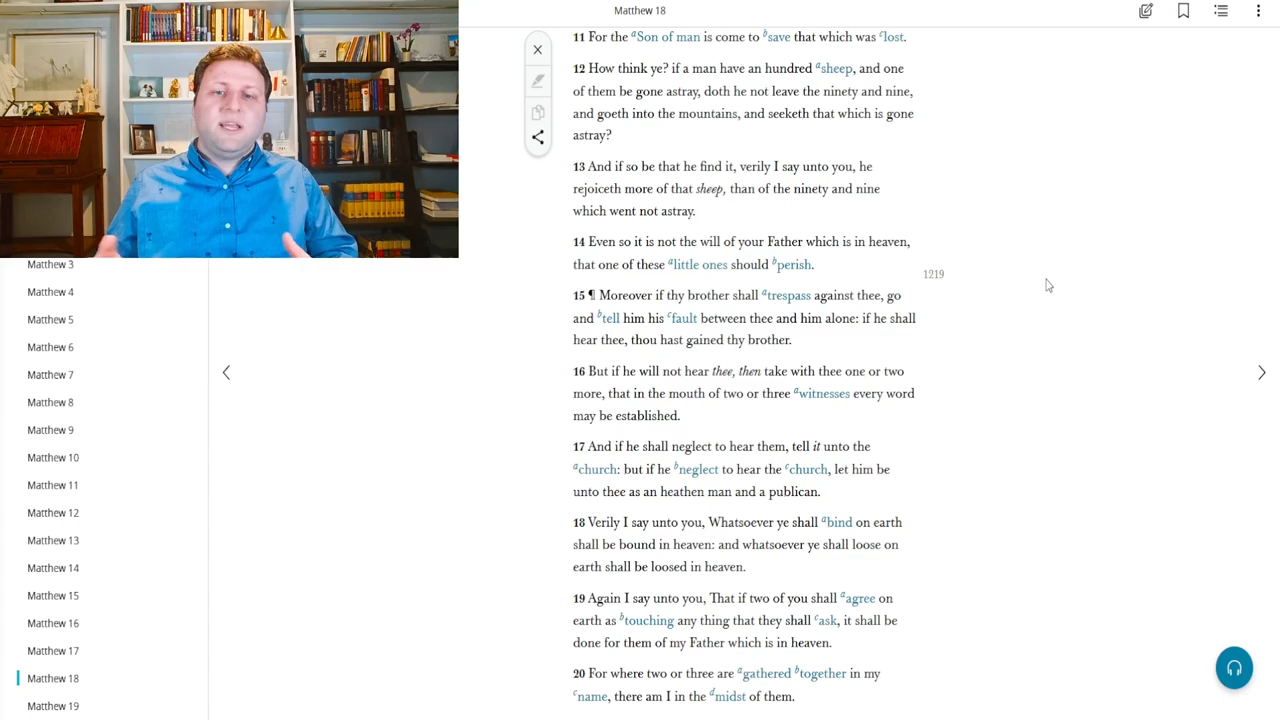 Matthew 18
11 For the aSon of man is come to bsave that which was clost.
12 How think ye? if a man have an hundred asheep, and one
of them be gone astray, doth he not leave the ninety and nine,
and goeth into the mountains, and seeketh that which is gone
astray?
13 And if so be that he find it, verily I say unto you, he
rejoiceth more of that sheep, than of the ninety and nine
which went not astray.
14 Even so it is not the will of your Father which is in heaven,
that one of these alittle ones should bperish.
1219
15 ¶ Moreover if thy brother shall atrespass against thee, go
and btell him his cfault between thee and him alone: if he shall
hear thee, thou hast gained thy brother.
16 But if he will not hear thee, then take with thee one or two
more, that in the mouth of two or three awitnesses every word
may be established.
17 And if he shall neglect to hear them, tell it unto the
achurch: but if he bneglect to hear the cchurch, let him be
unto thee as an heathen man and a publican.
18 Verily I say unto you, Whatsoever ye shall abind on earth
shall be bound in heaven: and whatsoever ye shall loose on
earth shall be loosed in heaven.
19 Again I say unto you, That if two of you shall aagree on
earth as btouching any thing that they shall cask, it shall be
done for them of my Father which is in heaven.
20 For where two or three are agathered btogether in my
cname, there am I in the dmidst of them.
Matthew 3
Matthew 4
Matthew 5
Matthew 6
Matthew 7
Matthew 8
Matthew 9
Matthew 10
Matthew 11
Matthew 12
Matthew 13
Matthew 14
Matthew 15
Matthew 16
Matthew 17
Matthew 18
Matthew 19